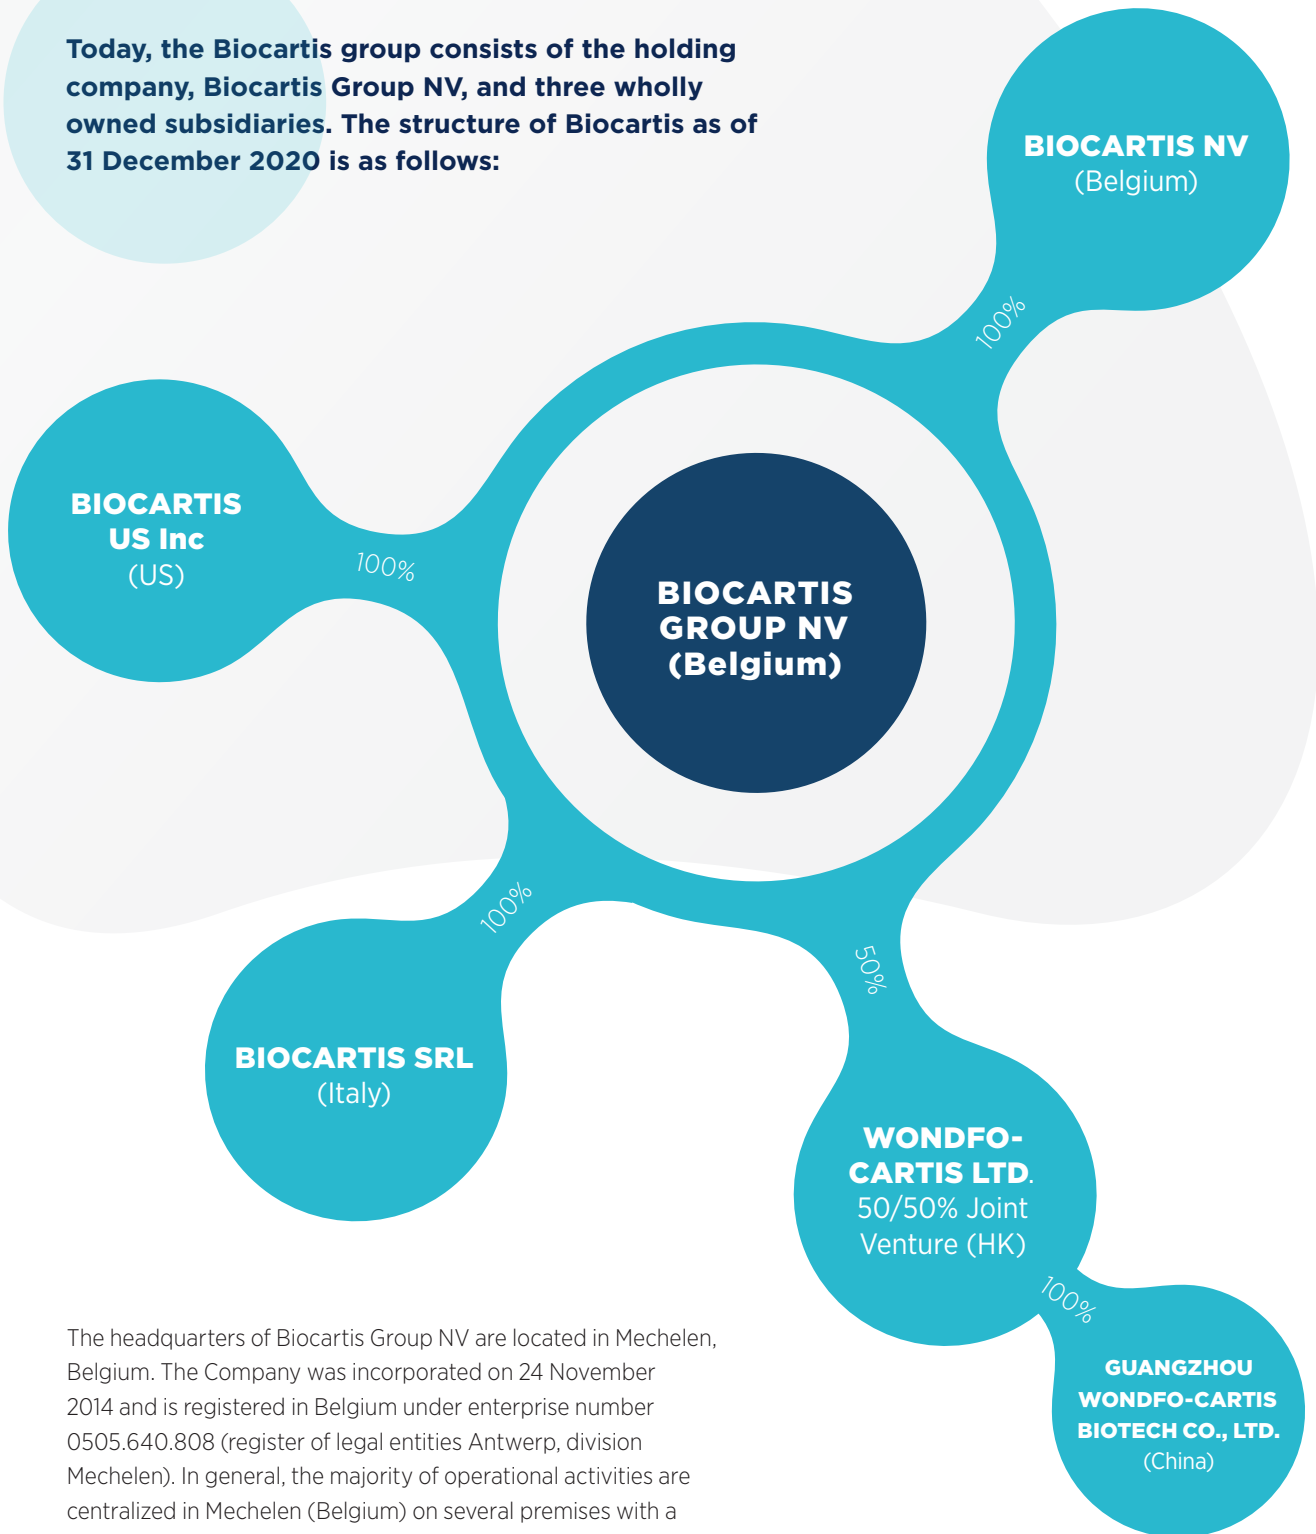 Today, the Biocartis group consists of the holding
company, Biocartis Group NV, and three wholly
owned subsidiaries. The structure of Biocartis as of
31 December 2020 is as follows:
BIOCARTIS NV
(Belgium)
100%
BIOCARTIS
US Inc
(US)
100%
BIOCARTIS
GROUP NV
(Belgium)
100%
BIOCARTIS SRL
(Italy)
50%
WONDFO-
CARTIS LTD.
50/50% Joint
Venture (HK)
100%
GUANGZHOU
WONDFO-CARTIS
BIOTECH CO., LTD.
(China)
The headquarters of Biocartis Group NV are located in Mechelen,
Belgium. The Company was incorporated on 24 November
2014 and is registered in Belgium under enterprise number
0505.640.808 (register of legal entities Antwerp, division
Mechelen). In general, the majority of operational activities are
centralized in Mechelen (Belgium) on several premises with a